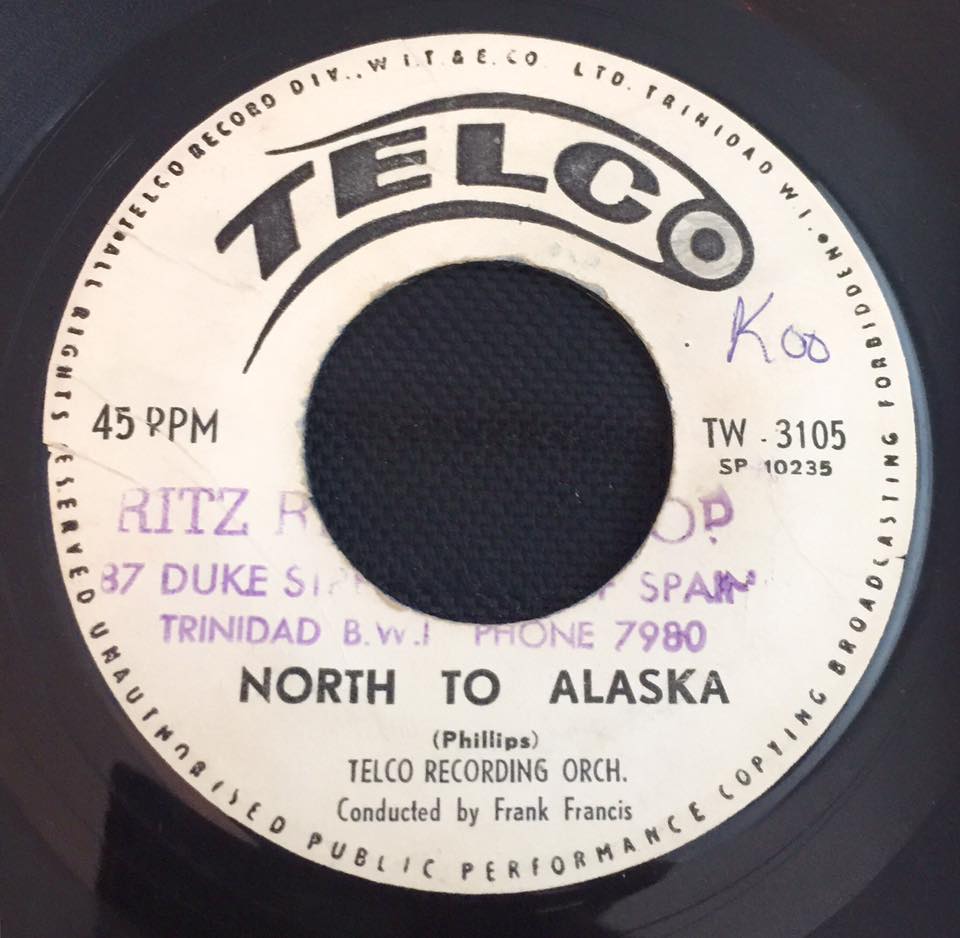 TELCO RECORD DIV., W.I.T. & E. CO. LTD. TRINIDAD W.I.
TELCO
Koo
45 RPM
TW - 3105
SP 10235
RITZ
87 DUKE SPAIN
TRINIDAD B.W.I PHONE 7980
NORTH TO ALASKA
(Phillips)
TELCO RECORDING ORCH.
Conducted by Frank Francis
ALL RIGHTS RESERVED UNAUTHORISED PUBLIC PERFORMANCE COPYING BROADCASTING FORBIDDEN